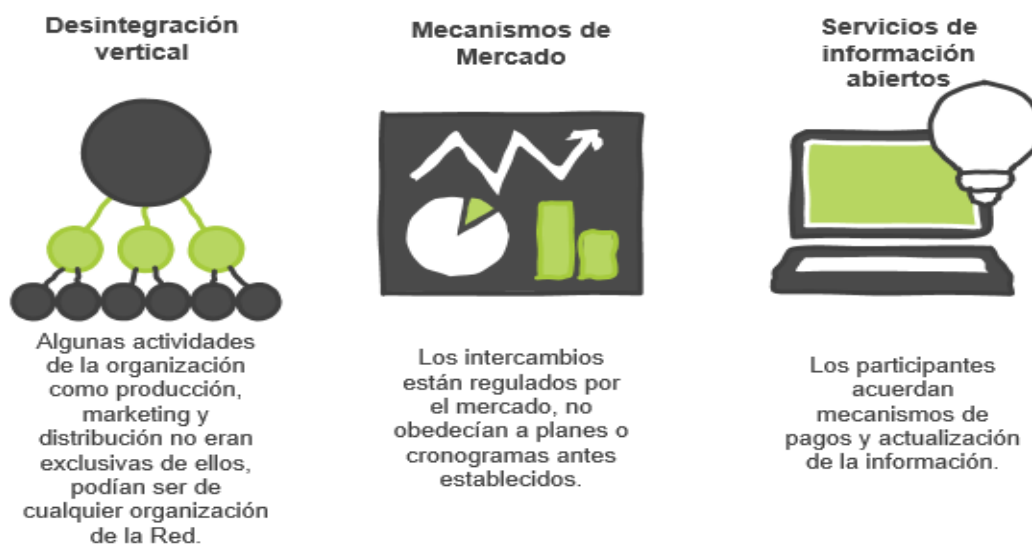 Desintegración
vertical
Algunas actividades
de la organización
como producción,
marketing y
distribución no eran
exclusivas de ellos,
podían ser de
cualquier organización
de la Red.
Mecanismos de
Mercado
Los intercambios
están regulados por
el mercado, no
obedecían a planes o
cronogramas antes
establecidos.
Servicios de
información
abiertos
Los participantes
acuerdan
mecanismos de
pagos y actualización
de la información.